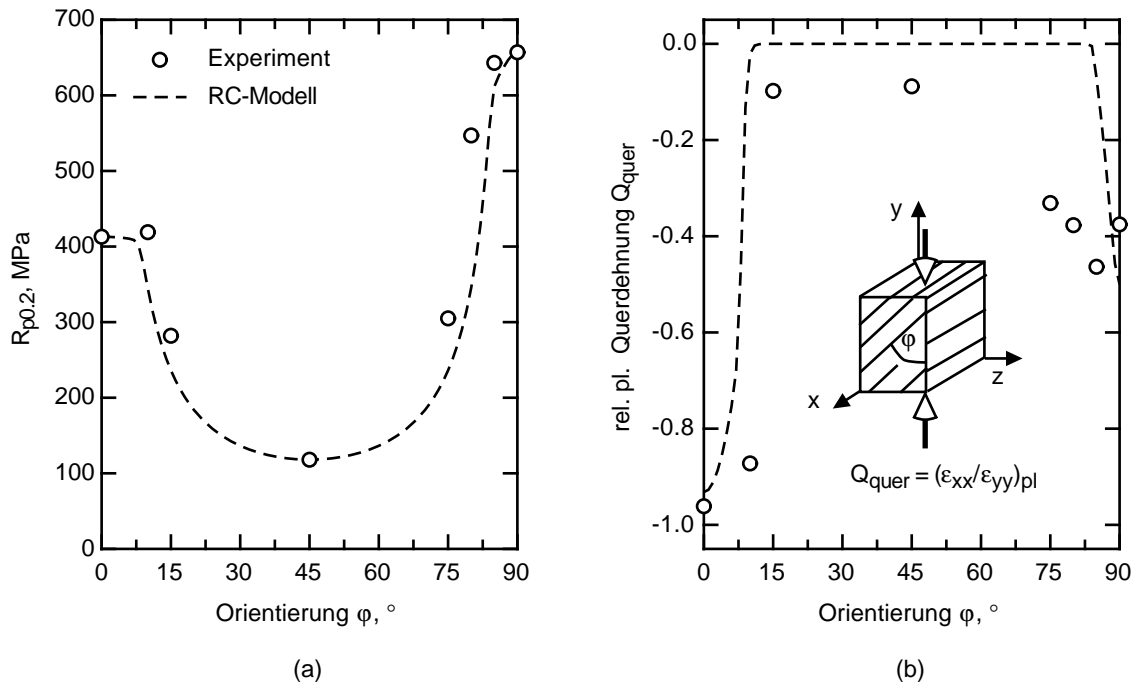 700
600
500
400
300
200
100
0
R_p0.2, MPa
Experiment
RC-Modell
0 15 30 45 60 75 90
Orientierung φ, °
(a)
0.0
-0.2
-0.4
-0.6
-0.8
-1.0
rel. pl. Querdehnung Q_quer
y
φ
z
x
Q_quer = (ε_xx/ε_yy)_pl
0 15 30 45 60 75 90
Orientierung φ, °
(b)